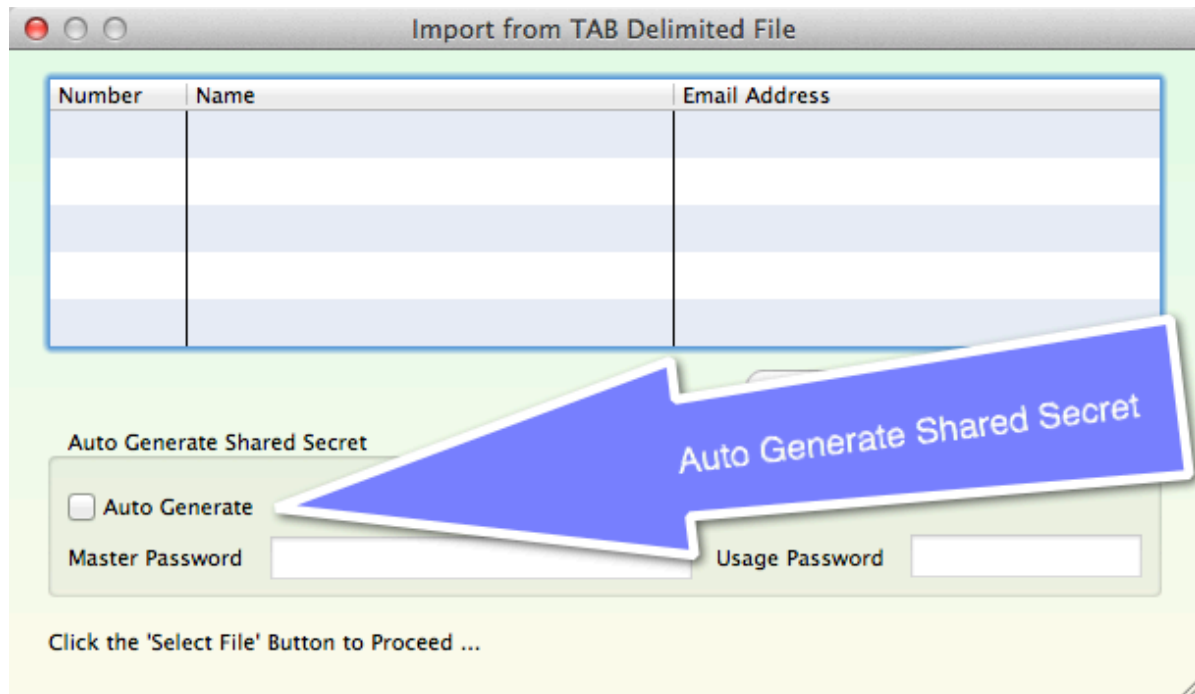 Import from TAB Delimited File
Number Name Email Address
Auto Generate Shared Secret
Auto Generate Shared Secret
Auto Generate
Master Password Usage Password
Click the 'Select File' Button to Proceed ...